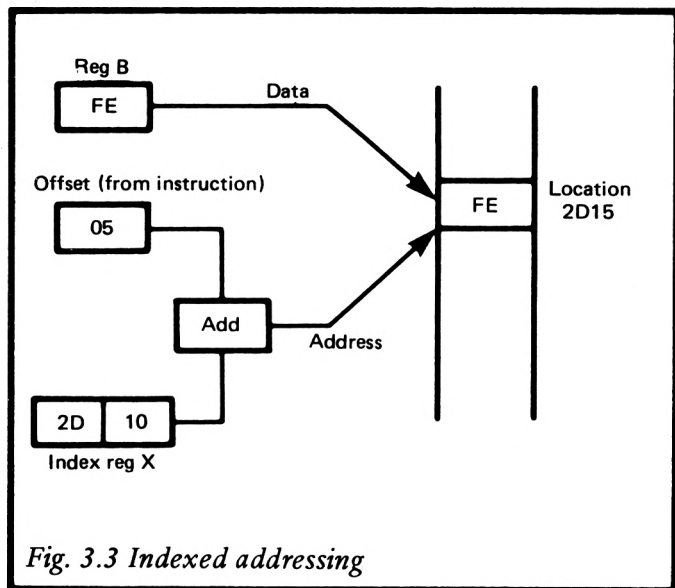 Reg B
FE
Data
Offset (from instruction)
05
FE
Location
2D15
Add
Address
2D 10
Index reg X
Fig. 3.3 Indexed addressing